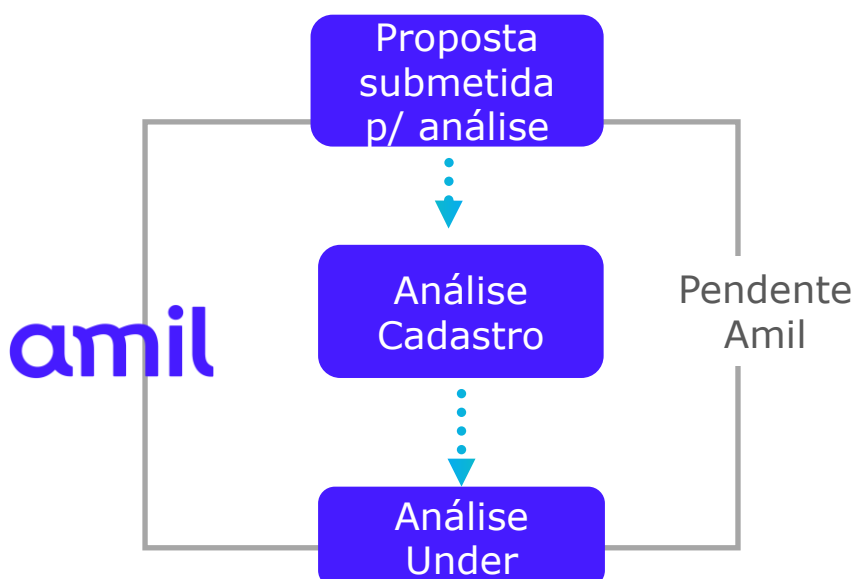 Proposta
submetida
p/ análise
Análise
Cadastro
amil
Pendente
Amil
Análise
Under